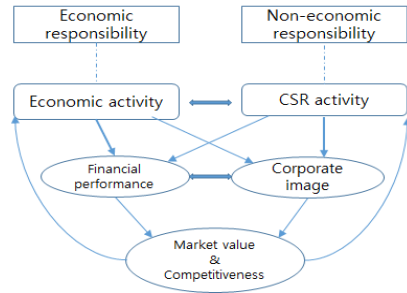 Economic
responsibility
Non-economic
responsibility
Economic activity
CSR activity
Financial
performance
Corporate
image
Market value
&
Competitiveness